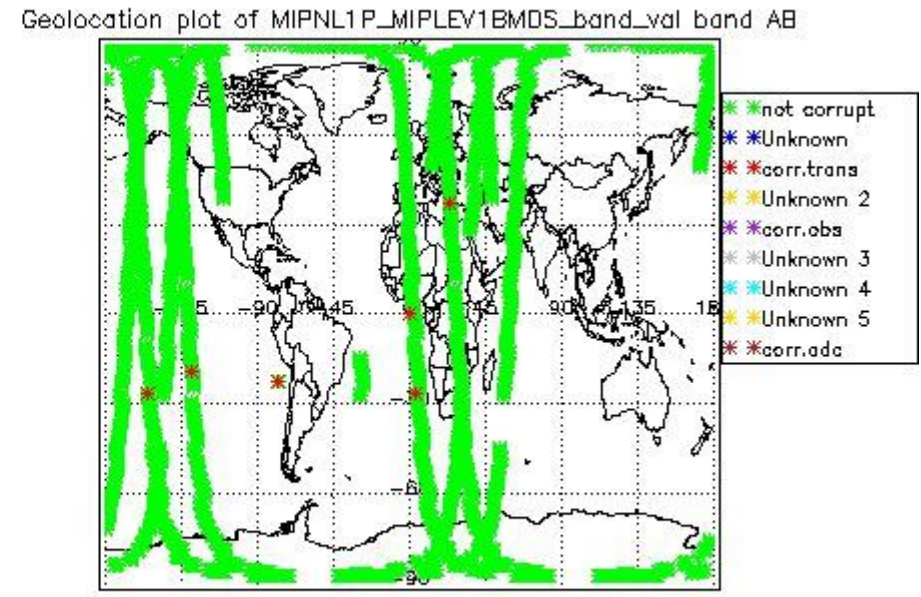 Geolocation plot of MIPNL1P_MIPLEV1BMDS_band_val band AB
not corrupt
Unknown
corr.trans
Unknown 2
corr.obs
Unknown 3
Unknown 4
Unknown 5
corr.adc
-90
-45
90
135
-90